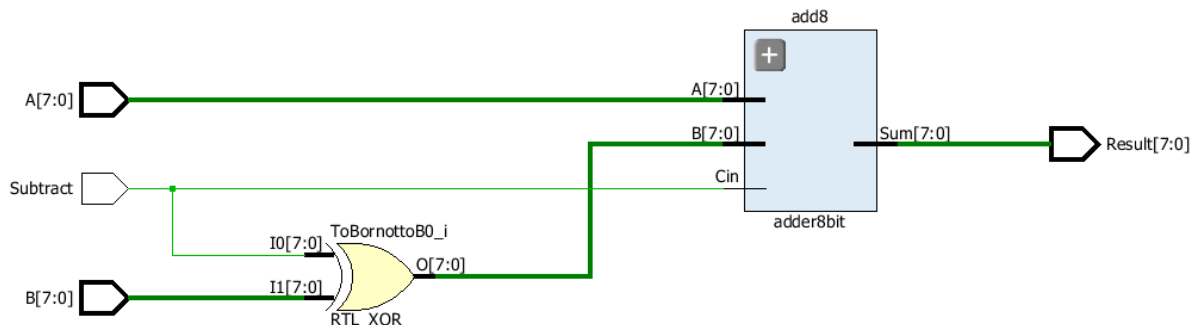 add8
+
A[7:0]
A[7:0]
B[7:0]
Sum[7:0]
Result[7:0]
Subtract
Cin
adder8bit
ToBornottoB0_i
I0[7:0]
O[7:0]
B[7:0]
I1[7:0]
RTL_XOR